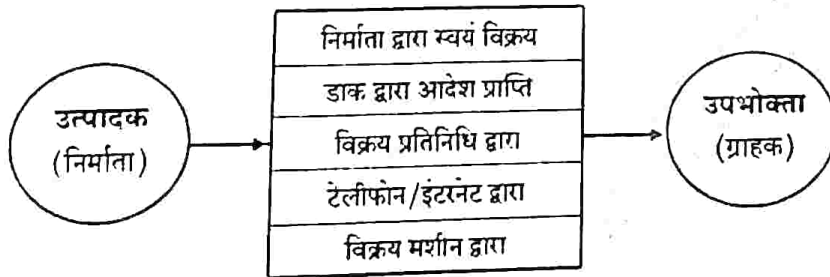 उत्पादक
(निर्माता)
निर्माता द्वारा स्वयं विक्रय
डाक द्वारा आदेश प्राप्ति
विक्रय प्रतिनिधि द्वारा
टेलीफोन/इंटरनेट द्वारा
विक्रय मशीन द्वारा
उपभोक्ता
(ग्राहक)